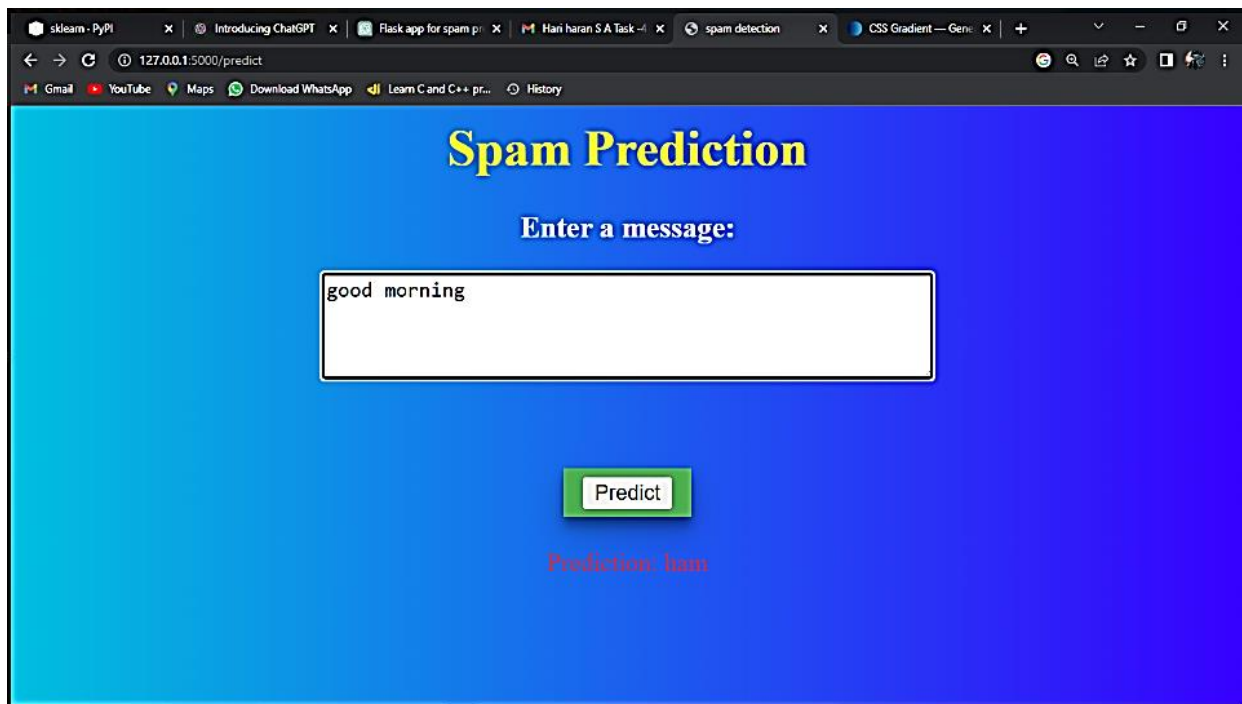 sklearn · PyPI
Introducing ChatGPT
Flask app for spam pr
Hari haran S A Task -4
spam detection
CSS Gradient — Gene
127.0.0.1:5000/predict
Gmail
YouTube
Maps
Download WhatsApp
Learn C and C++ pr...
History
Spam Prediction
Enter a message:
good morning
Predict
Prediction: ham